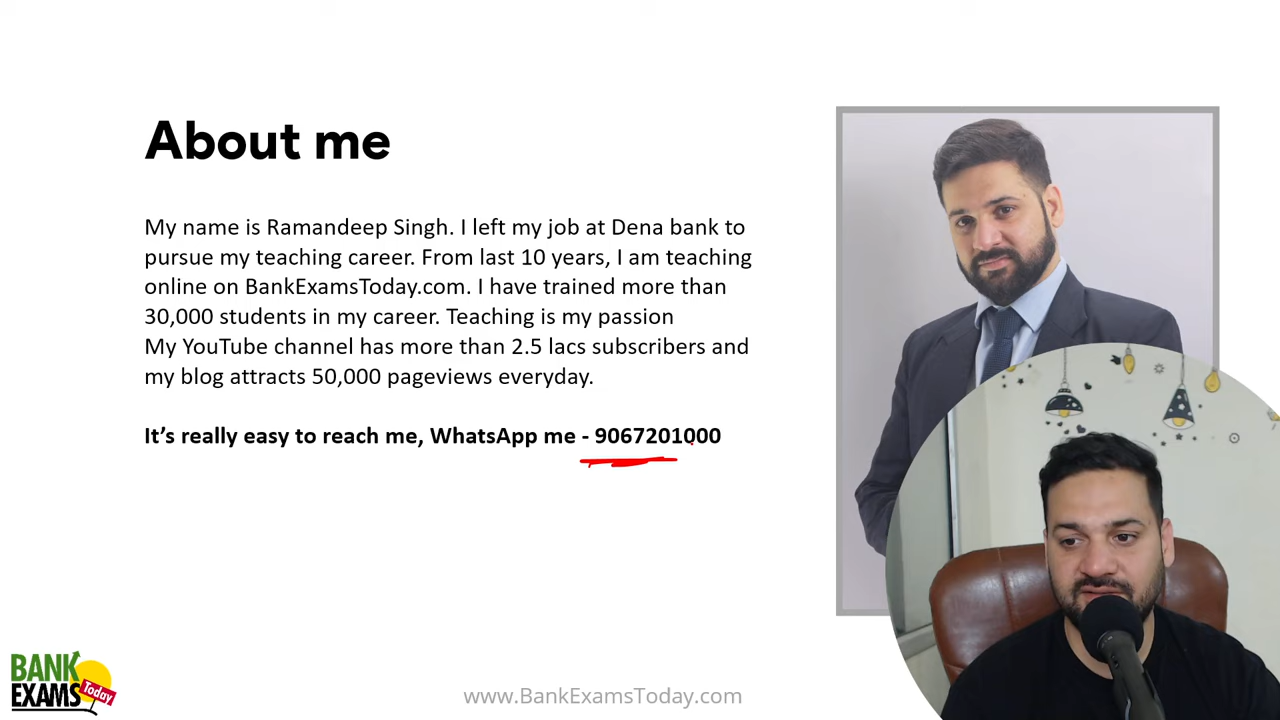 About me
My name is Ramandeep Singh. I left my job at Dena bank to
pursue my teaching career. From last 10 years, I am teaching
online on BankExamsToday.com. I have trained more than
30,000 students in my career. Teaching is my passion
My YouTube channel has more than 2.5 lacs subscribers and
my blog attracts 50,000 pageviews everyday.
It’s really easy to reach me, WhatsApp me - 9067201000
BANK
EXAMS
Today
www.BankExamsToday.com